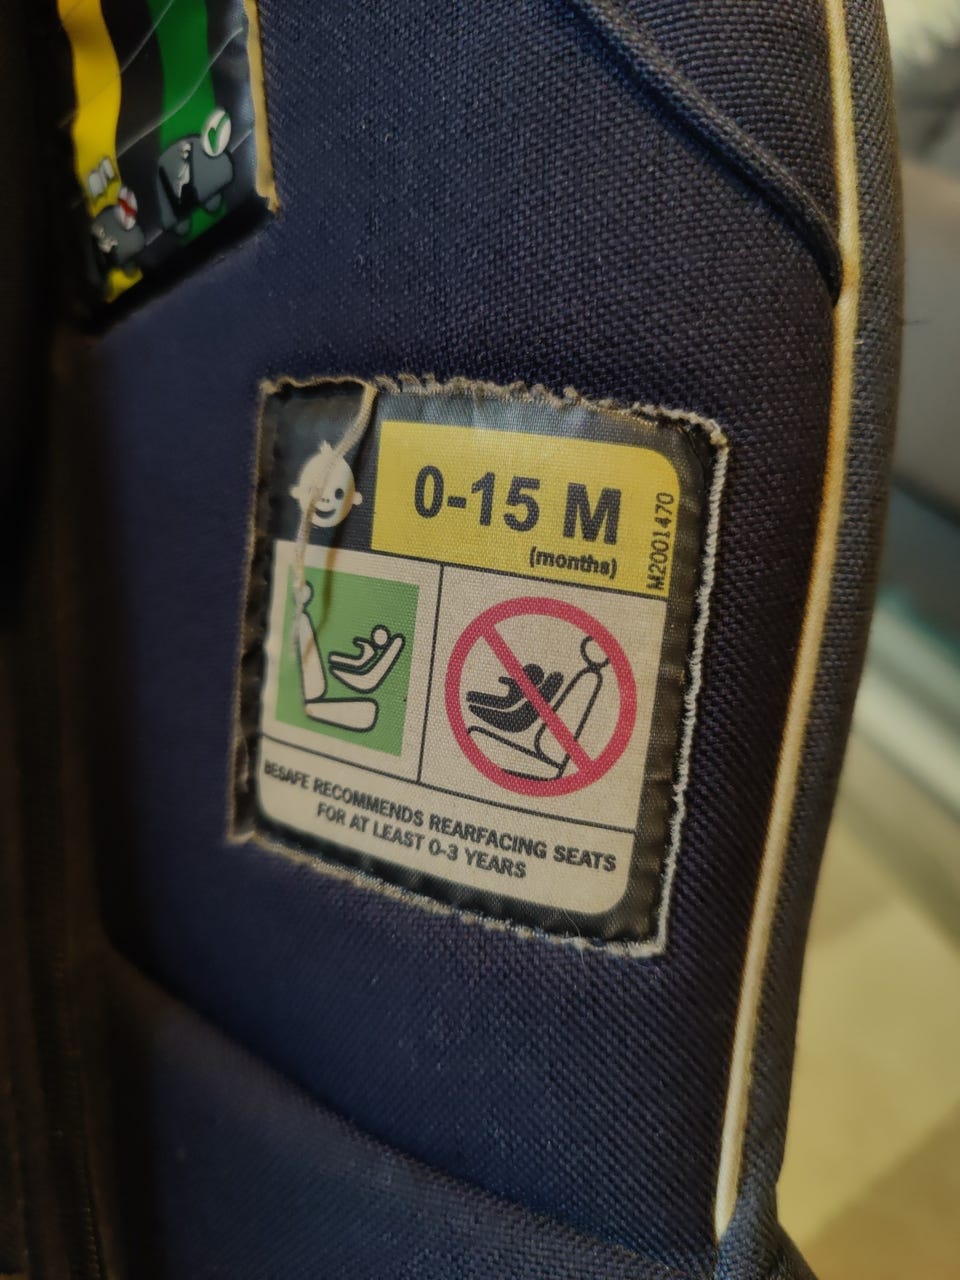 0-15 M
(months)
M2001470
BESAFE RECOMMENDS REARFACING SEATS
FOR AT LEAST 0-3 YEARS